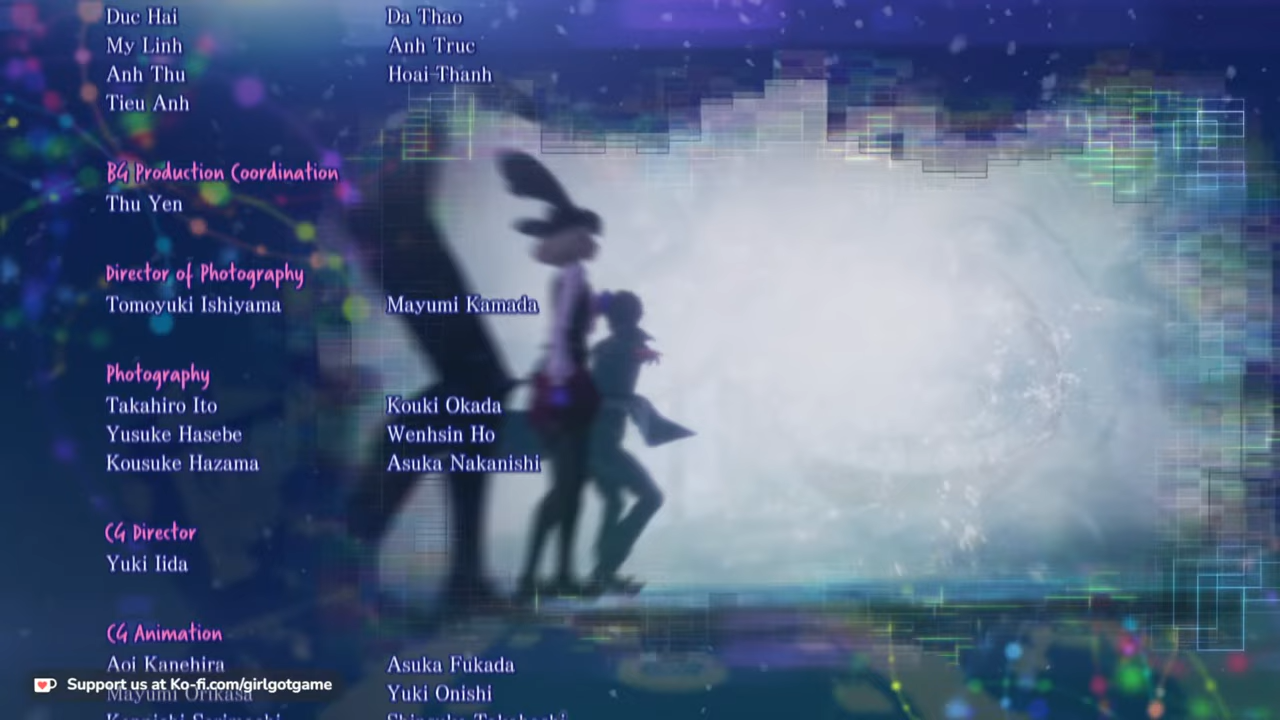 Duc Hai Da Thao
My Linh Anh Truc
Anh Thu Hoai Thanh
Tieu Anh
BG Production Coordination
Thu Yen
Director of Photography
Tomoyuki Ishiyama Mayumi Kamada
Photography
Takahiro Ito Kouki Okada
Yusuke Hasebe Wenhsin Ho
Kousuke Hazama Asuka Nakanishi
CG Director
Yuki Iida
CG Animation
Aoi Kanehira Asuka Fukada
Support us at Ko-fi.com/girlgotgame
Mayumi Orikasa Yuki Onishi